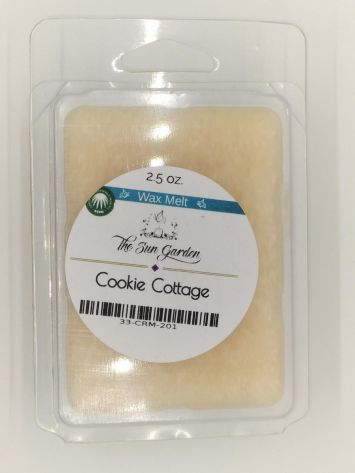 2.5 oz.
Wax Melt
The Sun Garden
Cookie Cottage
33-CRM-201